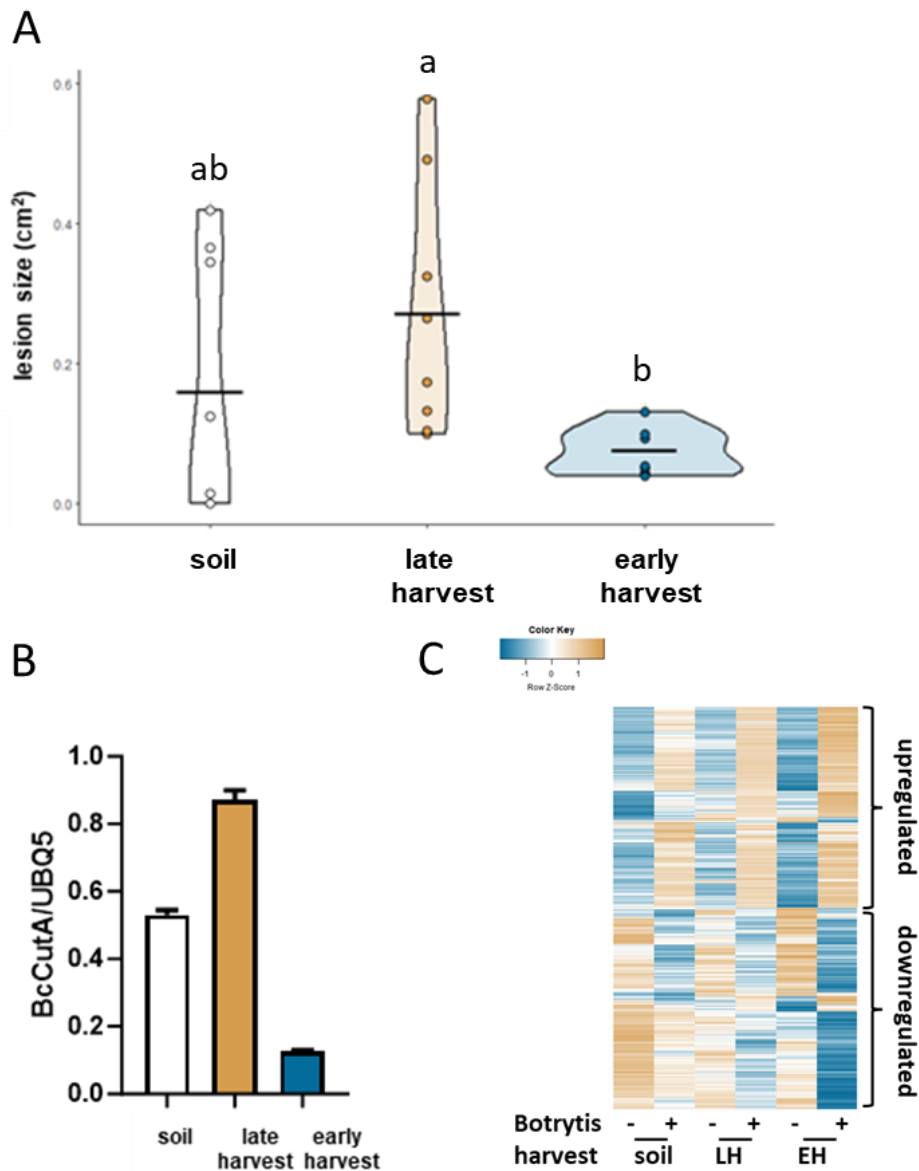 A
a
ab
b
0.6
0.4
0.2
0.0
lesion size (cm²)
soil
late
harvest
early
harvest
B
C
Color Key
-1 0 1
Row Z-Score
1.0
0.8
0.6
0.4
0.2
0.0
BcCutA/UBQ5
soil
late
harvest
early
harvest
upregulated
downregulated
Botrytis - + - + - +
harvest soil LH EH